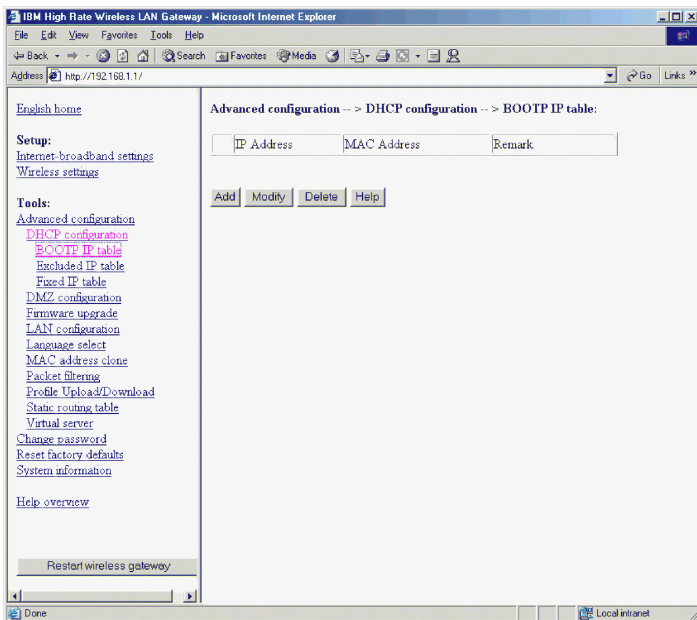 IBM High Rate Wireless LAN Gateway - Microsoft Internet Explorer
File Edit View Favorites Tools Help
Back Search Favorites Media
Address http://192.168.1.1/ Go Links »
English home
Setup:
Internet-broadband settings
Wireless settings
Tools:
Advanced configuration
DHCP configuration
BOOTP IP table
Excluded IP table
Fixed IP table
DMZ configuration
Firmware upgrade
LAN configuration
Language select
MAC address clone
Packet filtering
Profile Upload/Download
Static routing table
Virtual server
Change password
Reset factory defaults
System information
Help overview
Restart wireless gateway
Advanced configuration -- > DHCP configuration -- > BOOTP IP table:
IP Address MAC Address Remark
Add Modify Delete Help
Done Local intranet